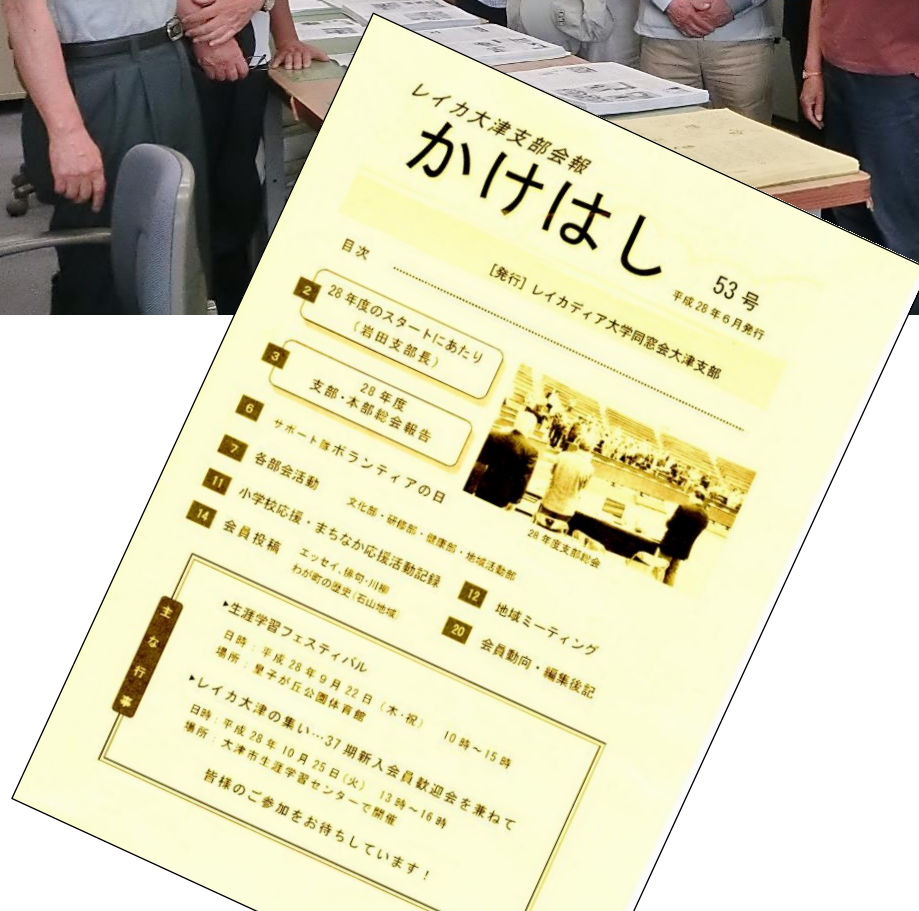 レイカ大津支部会報
かけはし
53号
平成28年6月発行
[発行] レイカディア大学同窓会大津支部
目次
2 28年度のスタートにあたり
(岩田支部長)
3 28年度
支部・本部総会報告
6 サポート隊ボランティアの日
7 各部会活動 文化部・研修部・健康部・地域活動部
11 小学校応援・まちなか応援活動記録
14 会員投稿 エッセイ、俳句・川柳
わが町の歴史(石山地域)
28年度支部総会
12 地域ミーティング
20 会員動向・編集後記
主な行事
▶生涯学習フェスティバル
日時:平成28年9月22日(木・祝) 10時~15時
場所:皇子が丘公園体育館
▶レイカ大津の集い…37期新入会員歓迎会を兼ねて
日時:平成28年10月25日(火) 13時~16時
場所:大津市生涯学習センターで開催
皆様のご参加をお待ちしています!